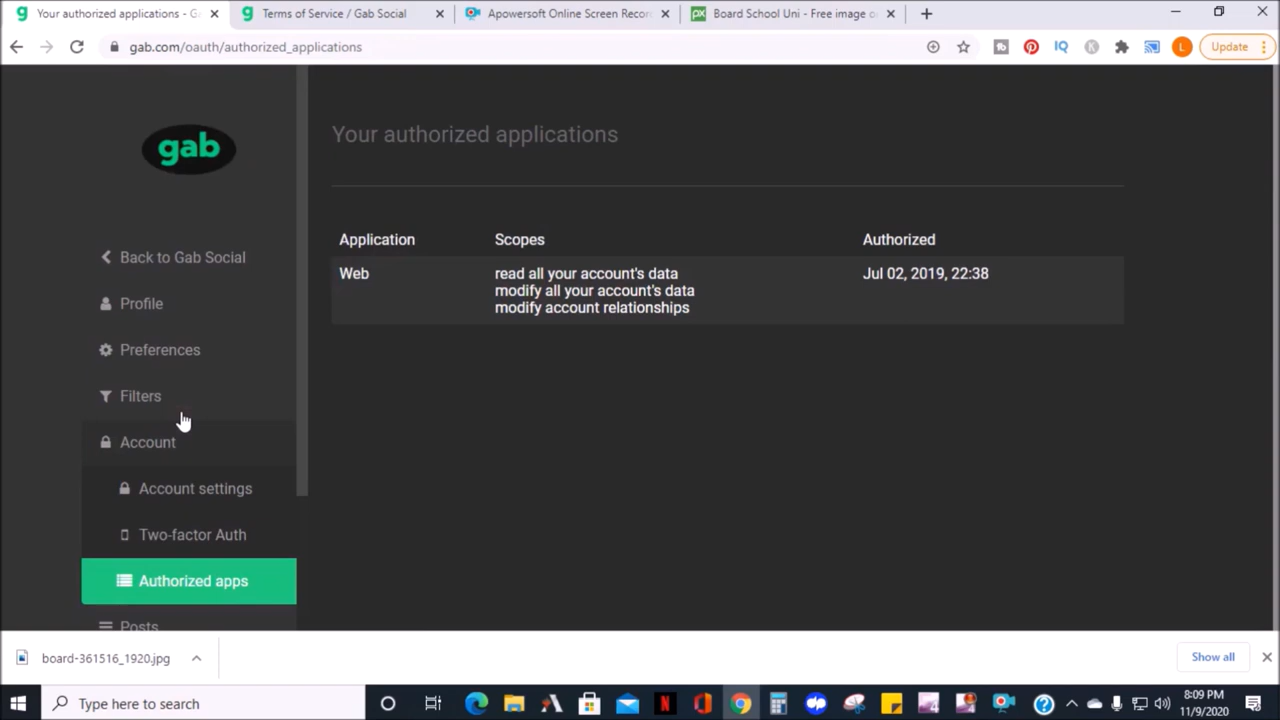 Your authorized applications - Ga
Terms of Service / Gab Social
Apowersoft Online Screen Recor
Board School Uni - Free image o
gab.com/oauth/authorized_applications
IQ
K
L
Update
gab
Your authorized applications
Application Scopes Authorized
Web read all your account's data Jul 02, 2019, 22:38
modify all your account's data
modify account relationships
Back to Gab Social
Profile
Preferences
Filters
Account
Account settings
Two-factor Auth
Authorized apps
Posts
board-361516_1920.jpg
Show all
Type here to search
8:09 PM
11/9/2020